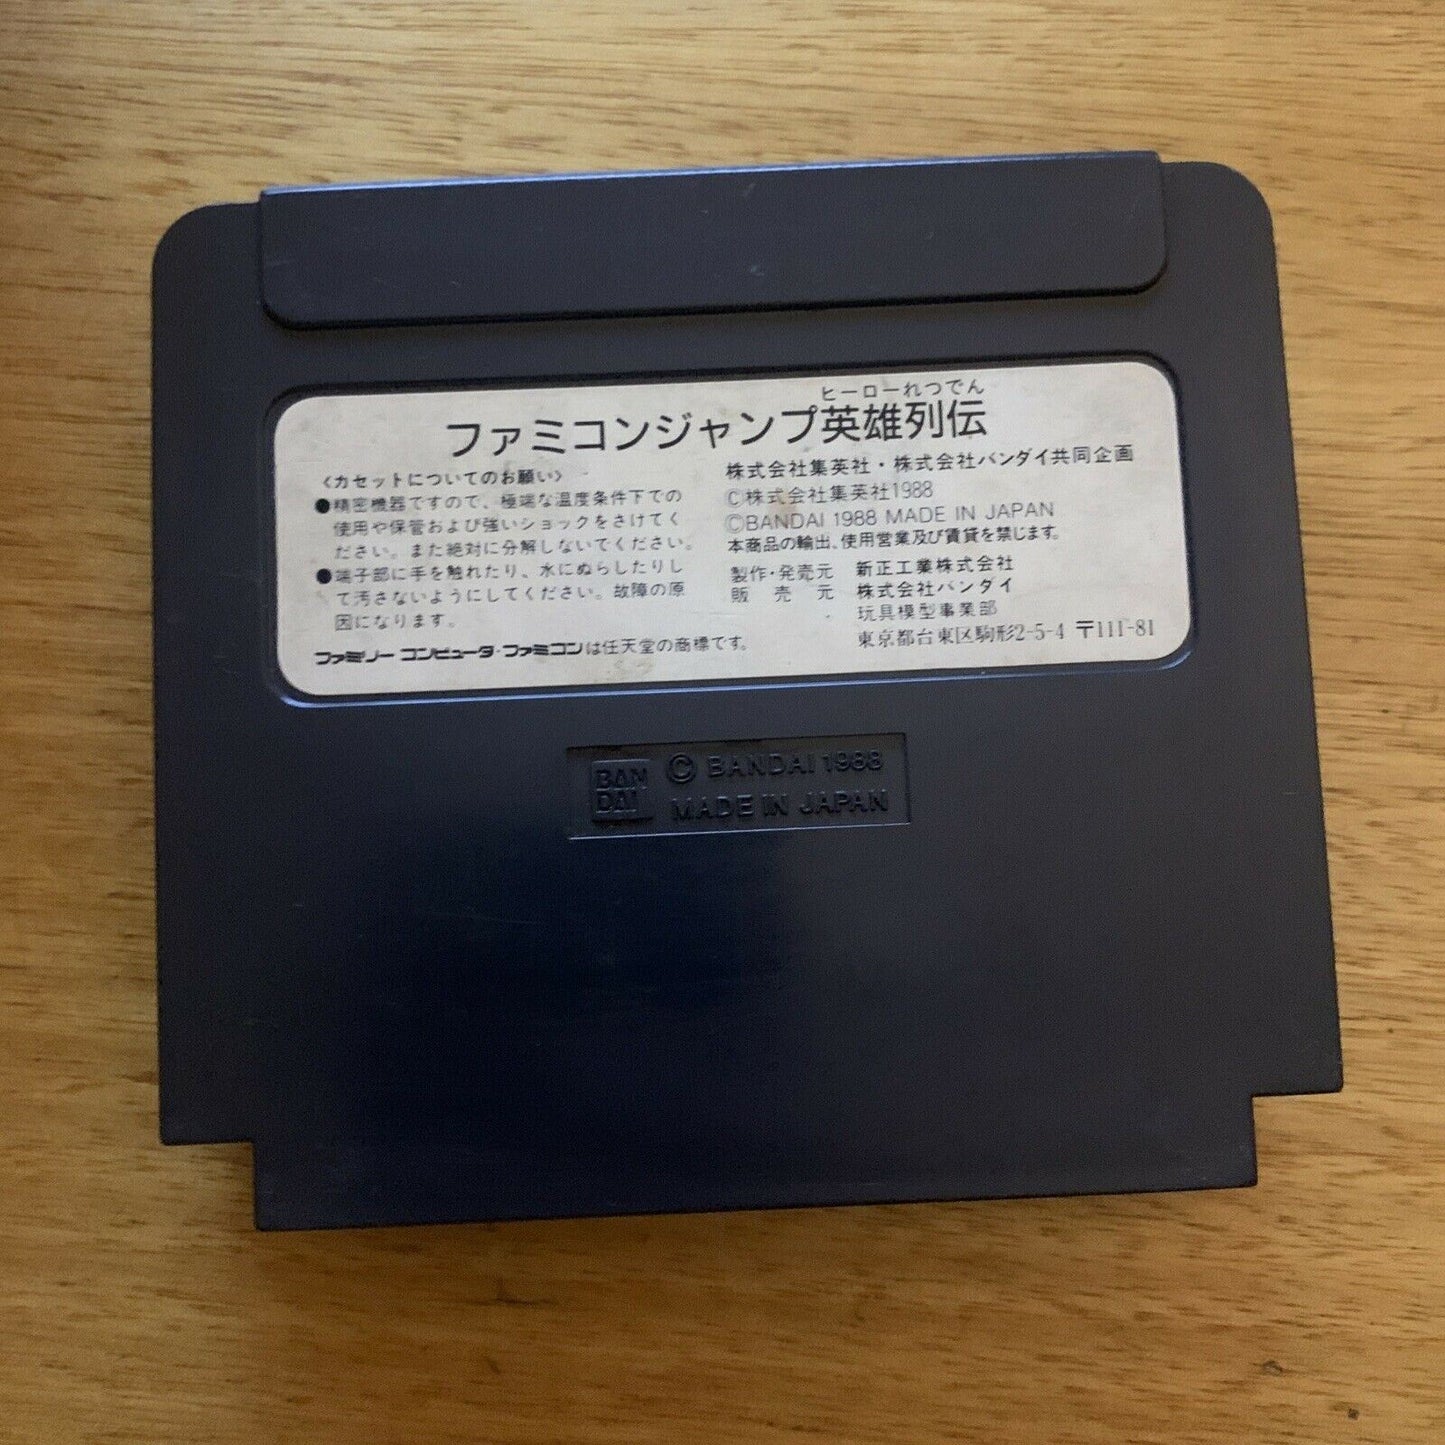 ヒーローれつでん
ファミコンジャンプ英雄列伝
〈カセットについてのお願い〉
●精密機器ですので、極端な温度条件下での
使用や保管および強いショックをさけてく
ださい。また絶対に分解しないでください。
●端子部に手を触れたり、水にぬらしたりし
て汚さないようにしてください。故障の原
因になります。
ファミリーコンピュータ・ファミコンは任天堂の商標です。
株式会社集英社・株式会社バンダイ共同企画
©株式会社集英社1988
©BANDAI 1988 MADE IN JAPAN
本商品の輸出、使用営業及び賃貸を禁じます。
製作・発売元 新正工業株式会社
販売元 株式会社バンダイ
玩具模型事業部
東京都台東区駒形2-5-4 〒111-81
BAN
DAI
© BANDAI 1988
MADE IN JAPAN